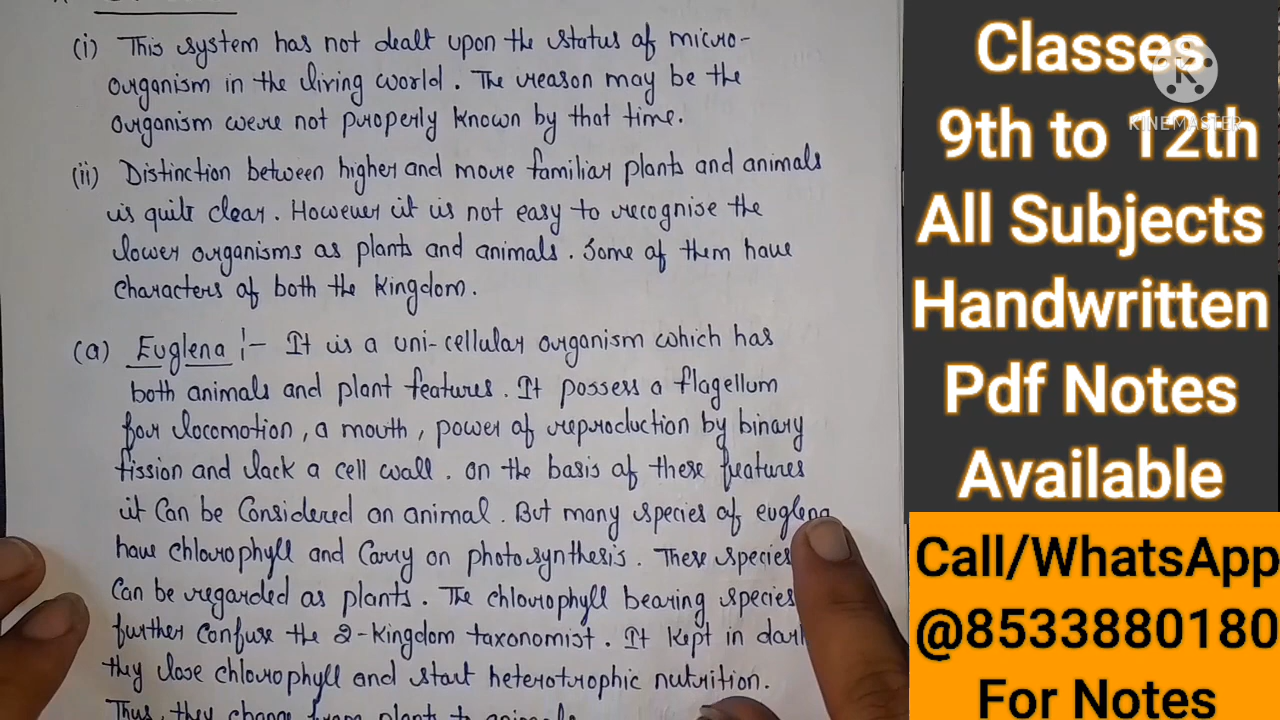 (i) This system has not dealt upon the status of micro-
organism in the living world. The reason may be the
organism were not properly known by that time.
(ii) Distinction between higher and more familiar plants and animals
is quite clear. However it is not easy to recognise the
lower organisms as plants and animals. Some of them have
characters of both the kingdom.
(a) Euglena :- It is a uni-cellular organism which has
both animals and plant features. It possess a flagellum
for locomotion, a mouth, power of reproduction by binary
fission and lack a cell wall. on the basis of these features
it can be considered an animal. But many species of euglena
have chlorophyll and carry on photosynthesis. These species
can be regarded as plants. The chlorophyll bearing species
further confuse the 2-kingdom taxonomist. It kept in dark
they lose chlorophyll and start heterotrophic nutrition.
Thus, they change from plants to animals
Classes
9th to 12th
All Subjects
Handwritten
Pdf Notes
Available
Call/WhatsApp
@8533880180
For Notes
K
KINEMASTER